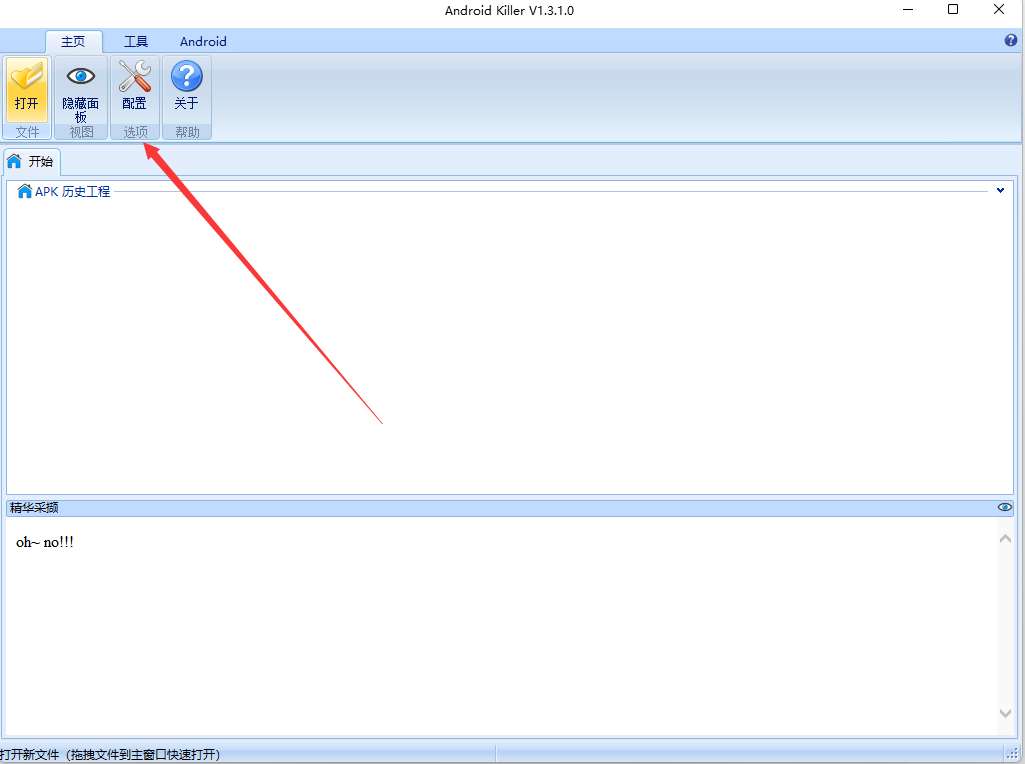 Android Killer V1.3.1.0
主页 工具 Android
打开 隐藏面板 配置 关于
文件 视图 选项 帮助
开始
APK 历史工程
精华采撷
oh~ no!!!
打开新文件（拖拽文件到主窗口快速打开）